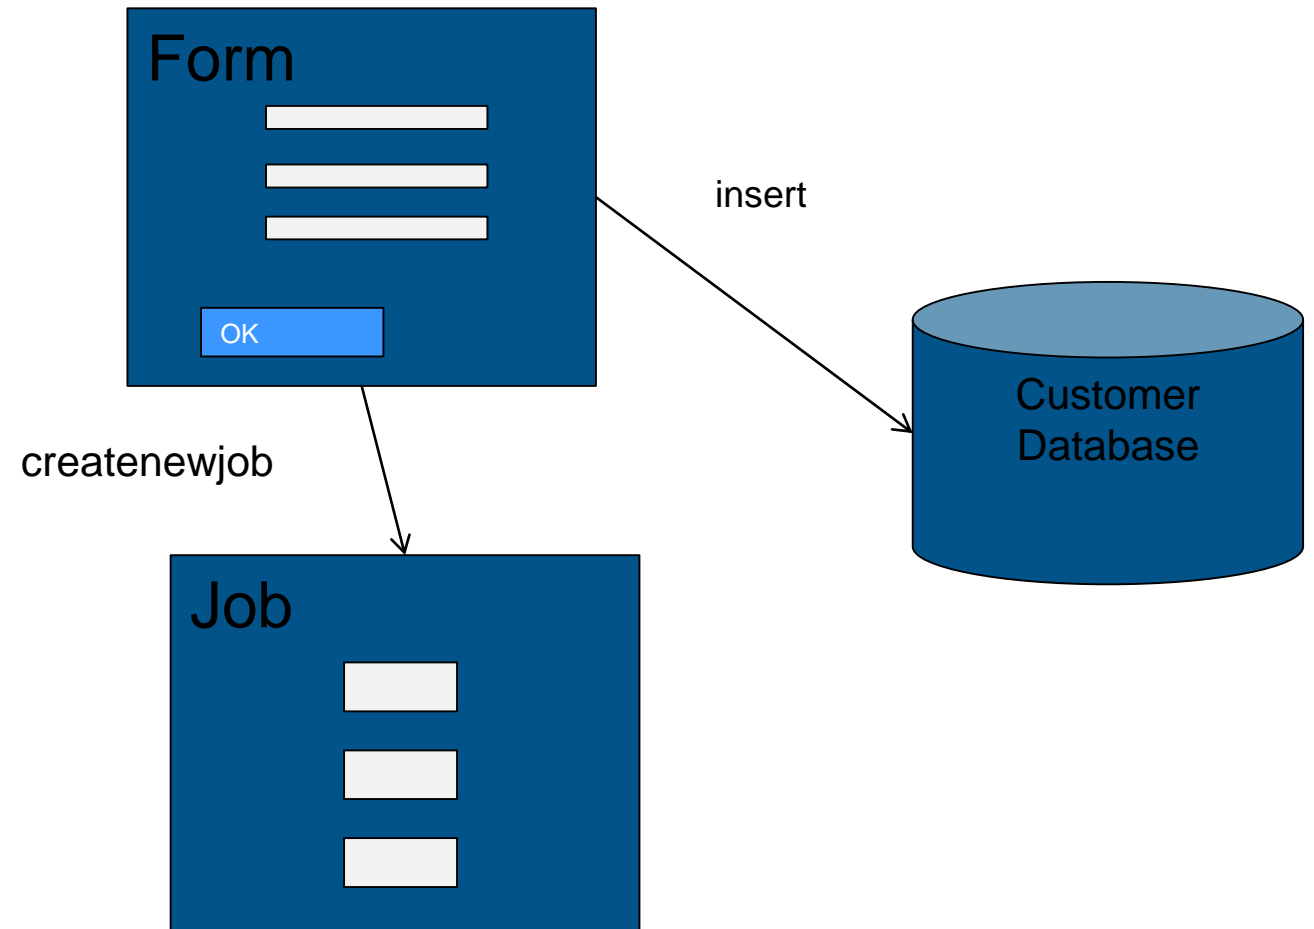 Form
insert
OK
Customer
Database
createnewjob
Job